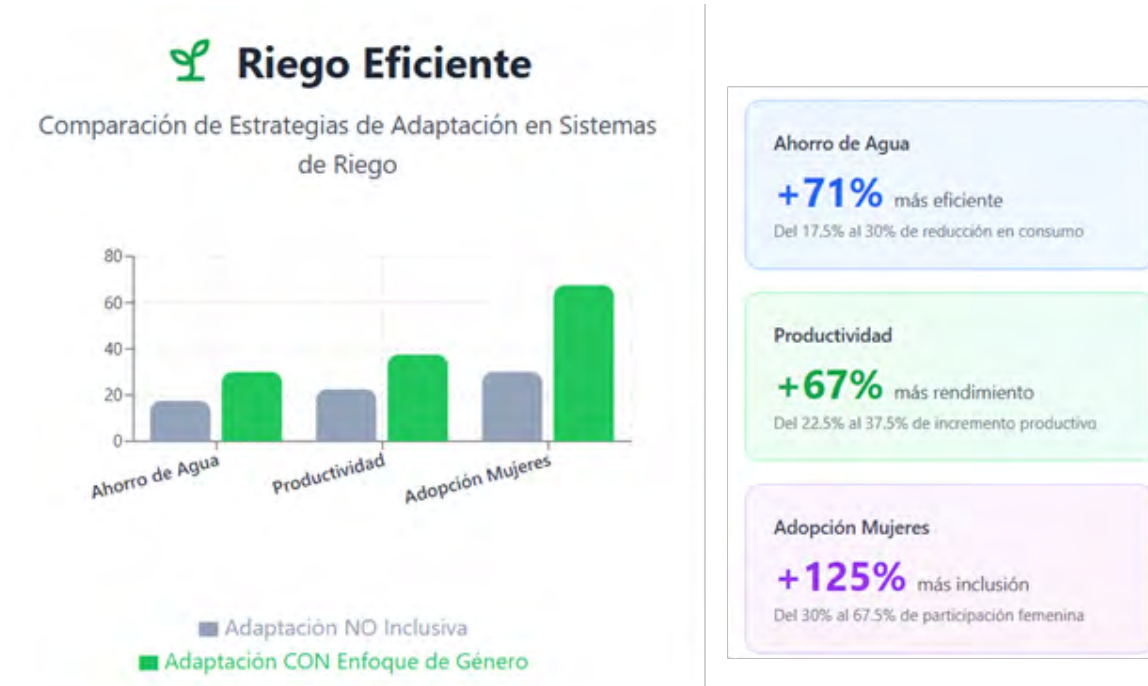 Riego Eficiente
Comparación de Estrategias de Adaptación en Sistemas
de Riego
80
60
40
20
0
Ahorro de Agua
Productividad
Adopción Mujeres
Adaptación NO Inclusiva
Adaptación CON Enfoque de Género
Ahorro de Agua
+71% más eficiente
Del 17.5% al 30% de reducción en consumo
Productividad
+67% más rendimiento
Del 22.5% al 37.5% de incremento productivo
Adopción Mujeres
+125% más inclusión
Del 30% al 67.5% de participación femenina